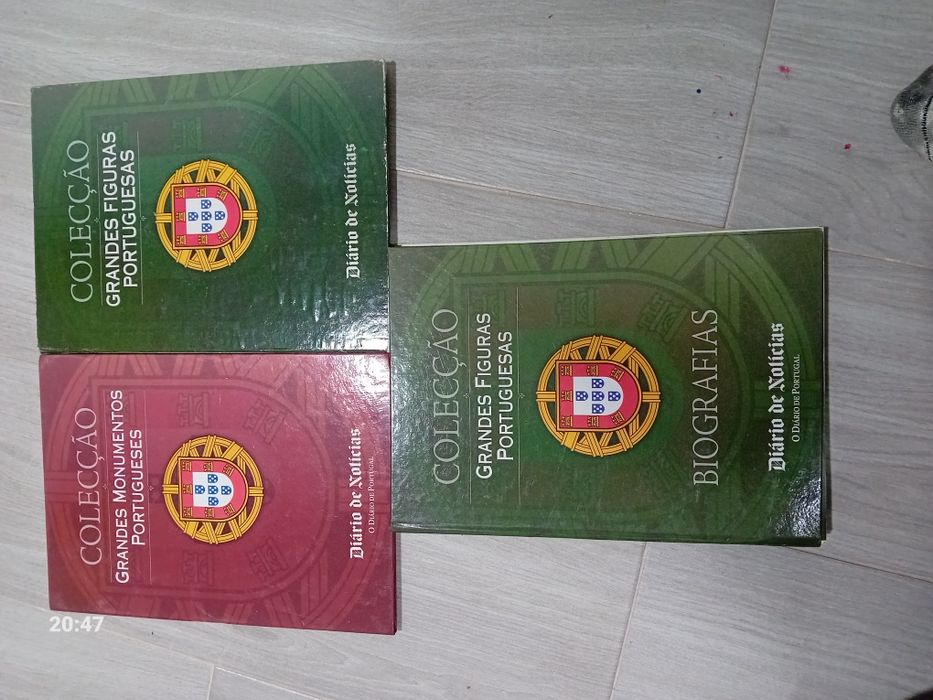 COLECÇÃO
GRANDES FIGURAS
PORTUGUESAS
Diário de Notícias
COLECÇÃO
GRANDES MONUMENTOS
PORTUGUESES
Diário de Notícias
O DIÁRIO DE PORTUGAL
COLECÇÃO
GRANDES FIGURAS
PORTUGUESAS
BIOGRAFIAS
Diário de Notícias
O DIÁRIO DE PORTUGAL
20:47